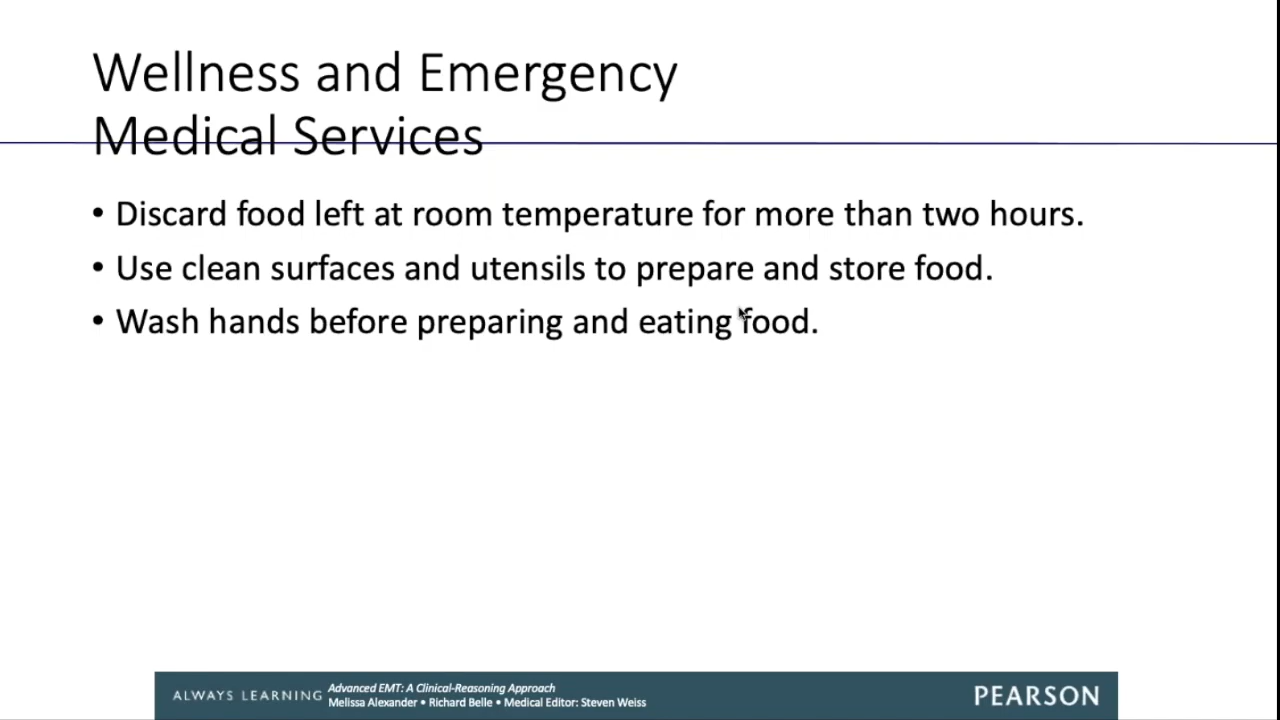 Wellness and Emergency
Medical Services
• Discard food left at room temperature for more than two hours.
• Use clean surfaces and utensils to prepare and store food.
• Wash hands before preparing and eating food.
ALWAYS LEARNING
Advanced EMT: A Clinical-Reasoning Approach
Melissa Alexander • Richard Belle • Medical Editor: Steven Weiss
PEARSON